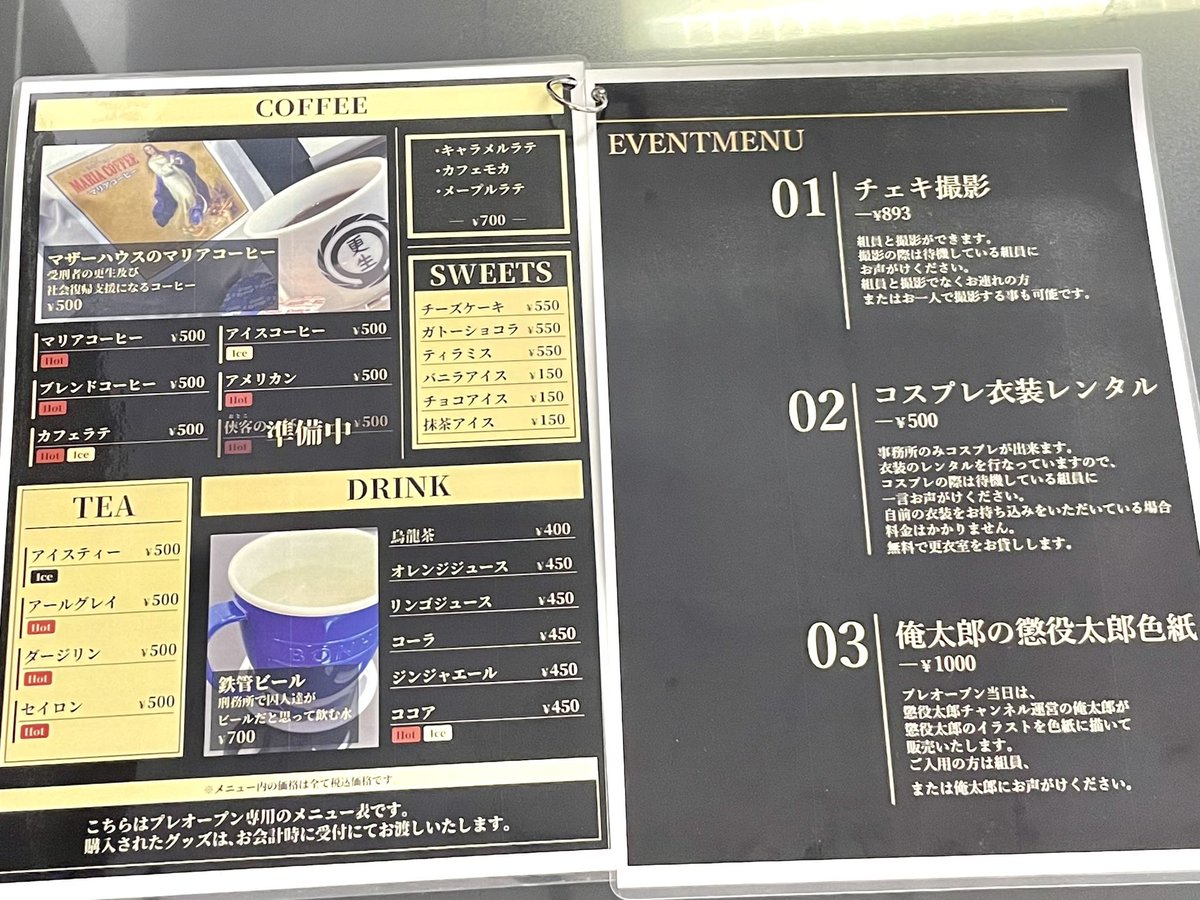 COFFEE
MARIA COFFEE
マリアコーヒー
更生
マザーハウスのマリアコーヒー
受刑者の更生及び
社会復帰支援になるコーヒー
¥500
・キャラメルラテ
・カフェモカ
・メープルラテ
― ¥700 ―
マリアコーヒー ¥500
Hot
ブレンドコーヒー ¥500
Hot
カフェラテ ¥500
Hot Ice
アイスコーヒー ¥500
Ice
アメリカン ¥500
Hot
おとこ
侠客の ¥500
準備中
Hot
SWEETS
チーズケーキ ¥550
ガトーショコラ ¥550
ティラミス ¥550
バニラアイス ¥150
チョコアイス ¥150
抹茶アイス ¥150
TEA
アイスティー ¥500
Ice
アールグレイ ¥500
Hot
ダージリン ¥500
Hot
セイロン ¥500
Hot
DRINK
鉄管ビール
刑務所で囚人達が
ビールだと思って飲む水
¥700
烏龍茶 ¥400
オレンジジュース ¥450
リンゴジュース ¥450
コーラ ¥450
ジンジャエール ¥450
ココア ¥450
Hot Ice
※メニュー内の価格は全て税込価格です
こちらはプレオープン専用のメニュー表です。
購入されたグッズは、お会計時に受付にてお渡しいたします。
EVENTMENU
01 チェキ撮影
―¥893
組員と撮影ができます。
撮影の際は待機している組員に
お声がけください。
組員と撮影でなくお連れの方
またはお一人で撮影する事も可能です。
02 コスプレ衣装レンタル
―¥500
事務所のみコスプレが出来ます。
衣装のレンタルを行なっていますので、
コスプレの際は待機している組員に
一言お声がけください。
自前の衣装をお持ち込みをいただいている場合
料金はかかりません。
無料で更衣室をお貸しします。
03 俺太郎の懲役太郎色紙
―¥1000
プレオープン当日は、
懲役太郎チャンネル運営の俺太郎が
懲役太郎のイラストを色紙に描いて
販売いたします。
ご入用の方は組員、
または俺太郎にお声がけください。